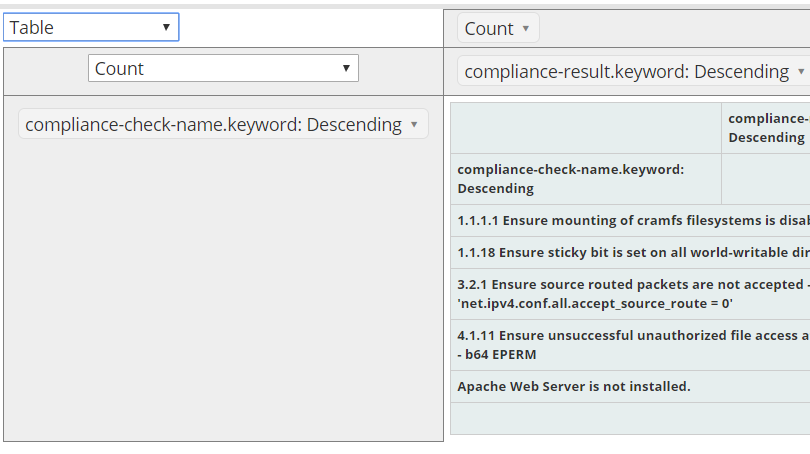 Table
Count
Count
compliance-result.keyword: Descending
compliance-check-name.keyword: Descending
compliance-
Descending
compliance-check-name.keyword:
Descending
1.1.1.1 Ensure mounting of cramfs filesystems is disab
1.1.18 Ensure sticky bit is set on all world-writable dir
3.2.1 Ensure source routed packets are not accepted -
'net.ipv4.conf.all.accept_source_route = 0'
4.1.11 Ensure unsuccessful unauthorized file access a
- b64 EPERM
Apache Web Server is not installed.